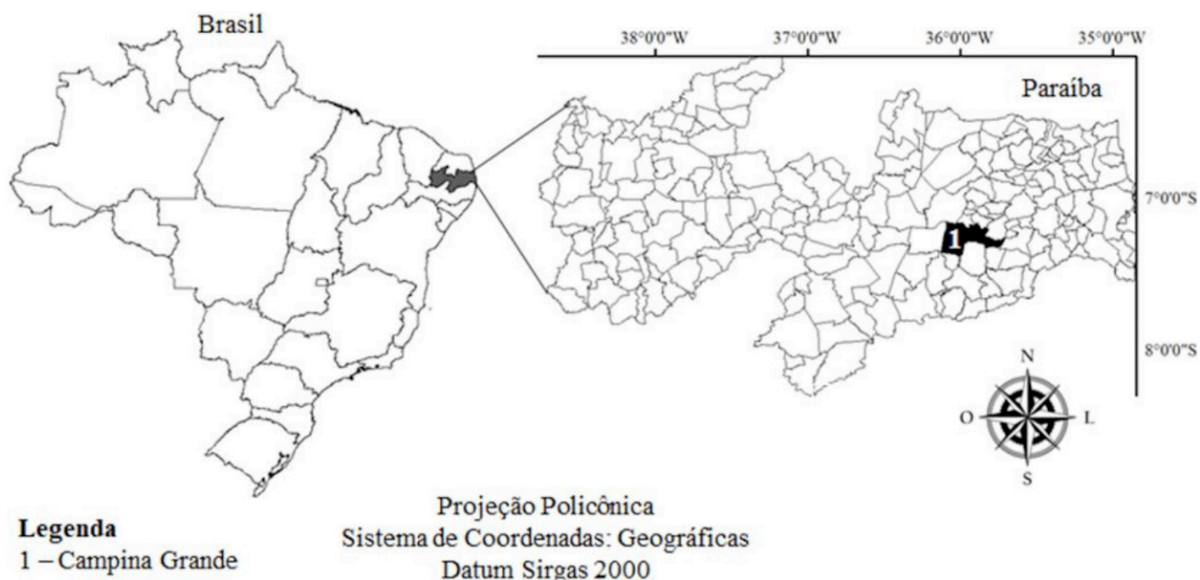 Brasil
38°0'0"W 37°0'0"W 36°0'0"W 35°0'0"W
Paraíba
7°0'0"S
1
8°0'0"S
N
O L
S
Legenda
1 – Campina Grande
Projeção Policônica
Sistema de Coordenadas: Geográficas
Datum Sirgas 2000